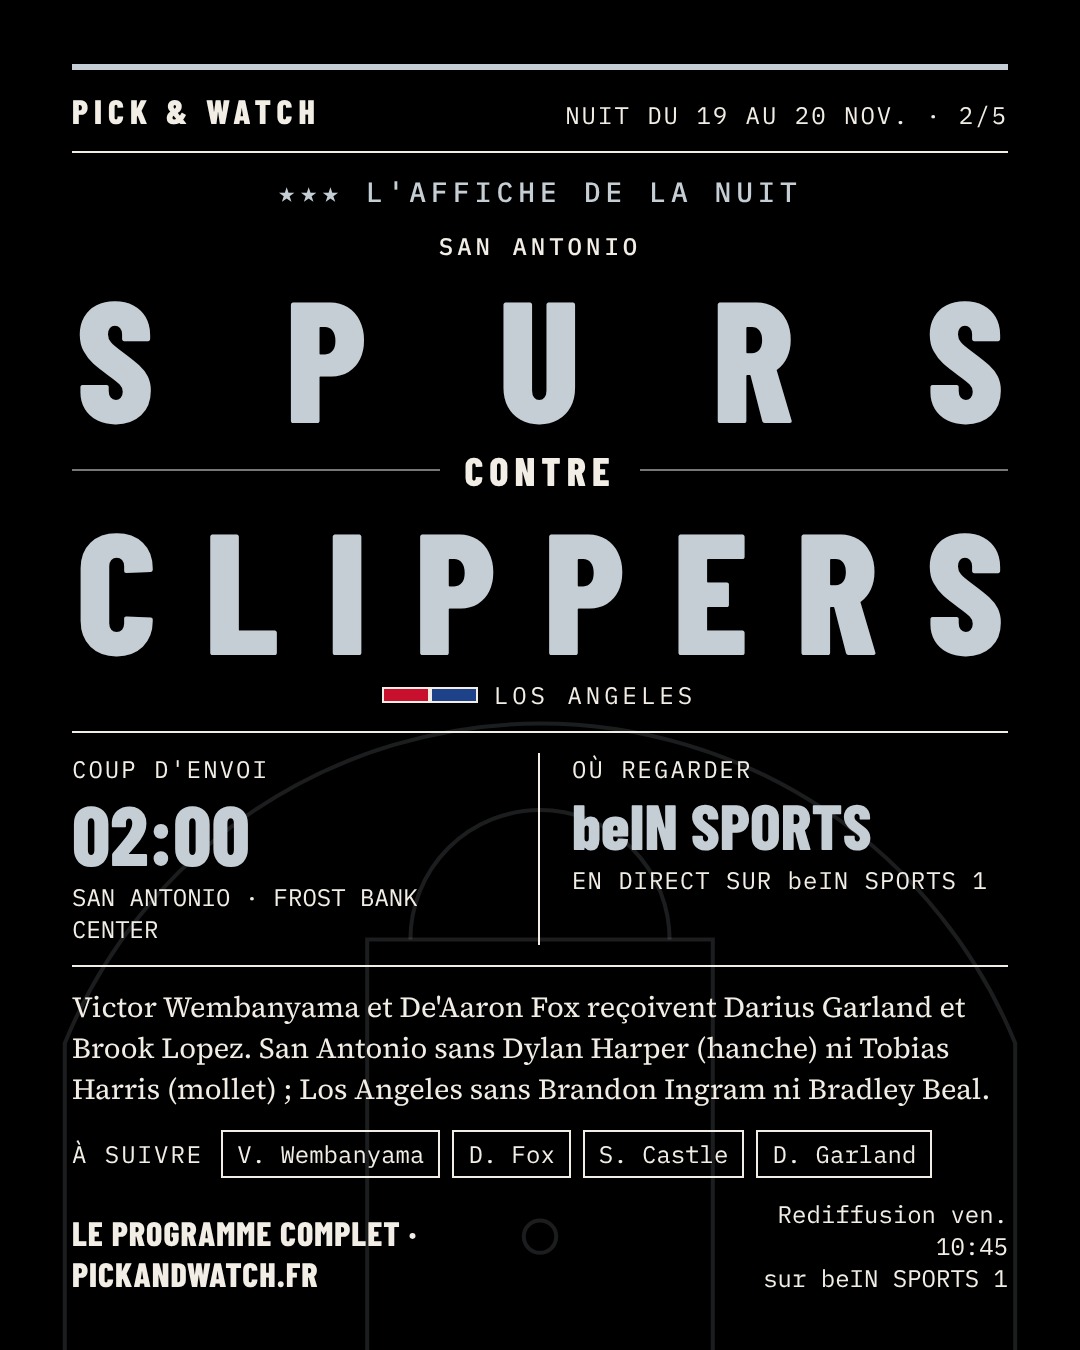 PICK & WATCH
NUIT DU 19 AU 20 NOV. · 2/5
★★★ L'AFFICHE DE LA NUIT
SAN ANTONIO
SPURS
CONTRE
CLIPPERS
LOS ANGELES
COUP D'ENVOI
02:00
SAN ANTONIO · FROST BANK
CENTER
OÙ REGARDER
beIN SPORTS
EN DIRECT SUR beIN SPORTS 1
Victor Wembanyama et De'Aaron Fox reçoivent Darius Garland et
Brook Lopez. San Antonio sans Dylan Harper (hanche) ni Tobias
Harris (mollet) ; Los Angeles sans Brandon Ingram ni Bradley Beal.
À SUIVRE V. Wembanyama D. Fox S. Castle D. Garland
LE PROGRAMME COMPLET ·
PICKANDWATCH.FR
Rediffusion ven.
10:45
sur beIN SPORTS 1